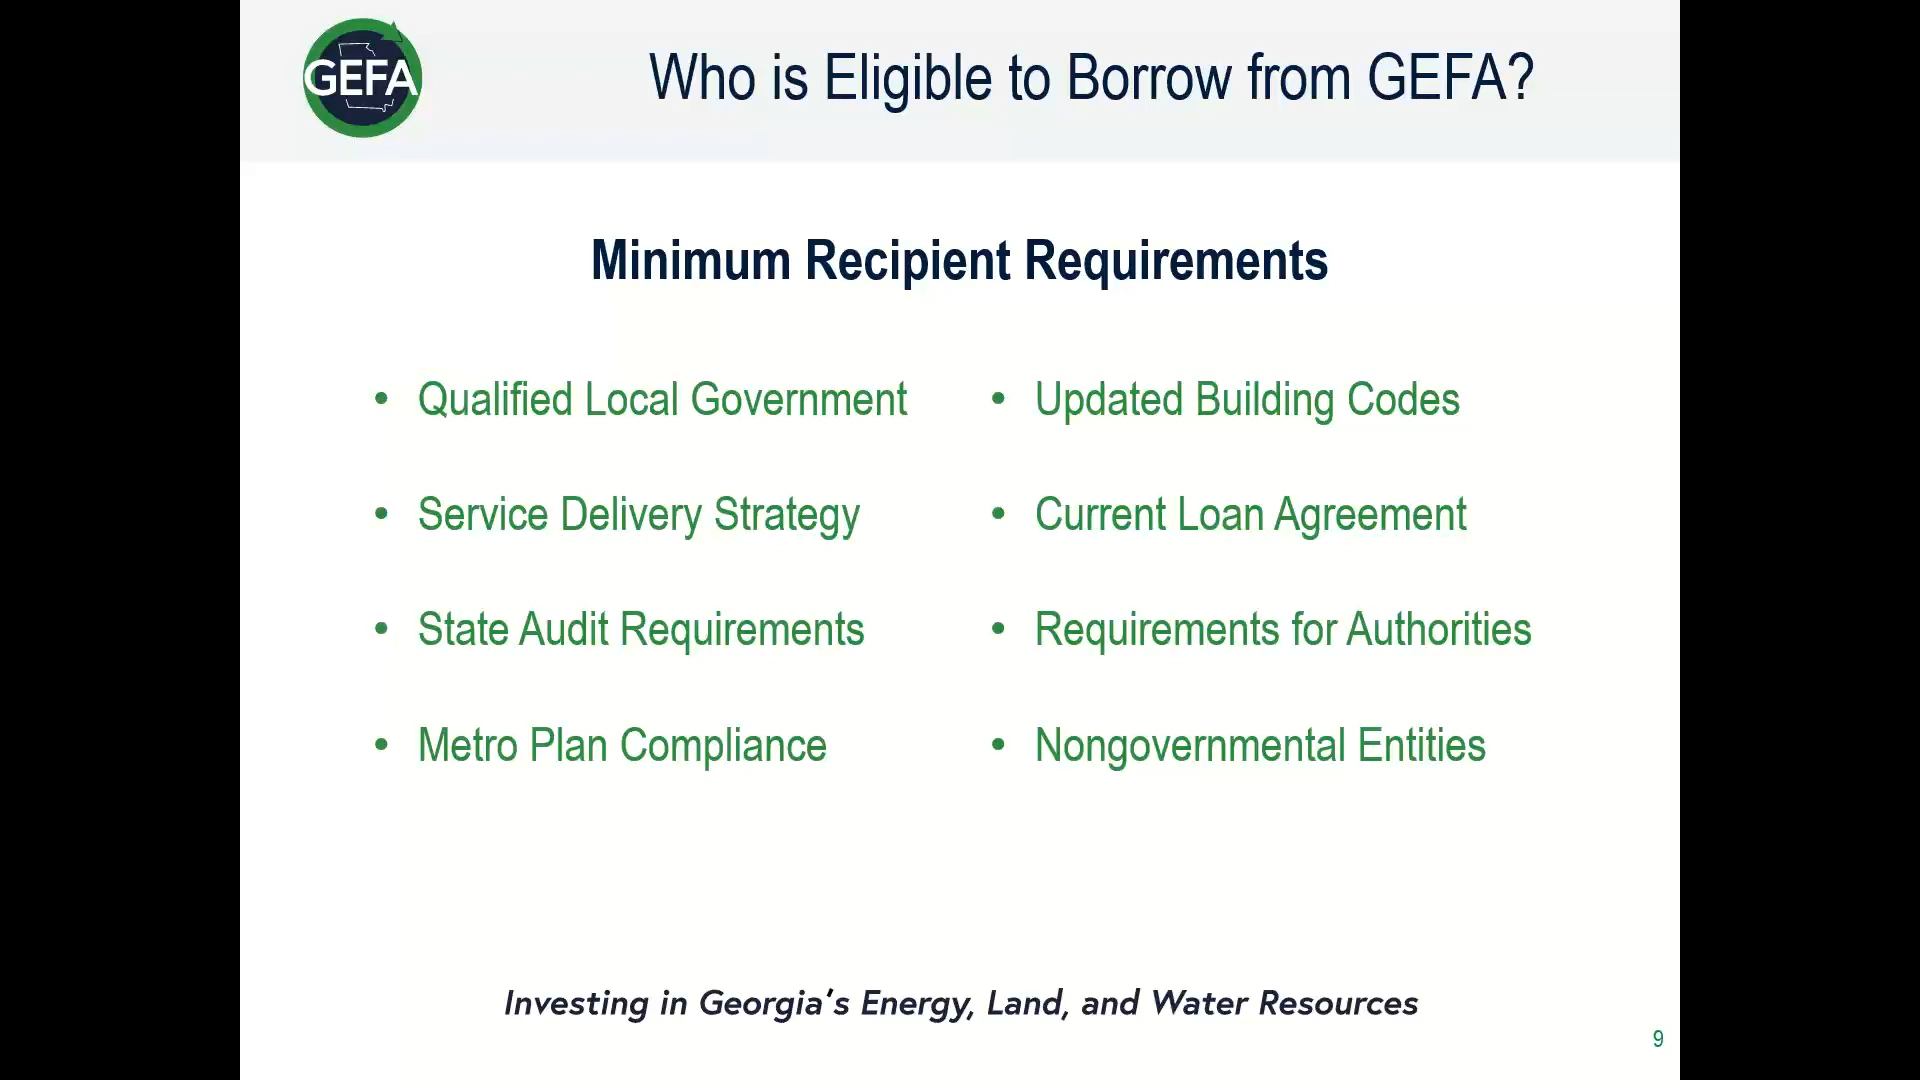 GEFA
Who is Eligible to Borrow from GEFA?
Minimum Recipient Requirements
• Qualified Local Government
• Service Delivery Strategy
• State Audit Requirements
• Metro Plan Compliance
• Updated Building Codes
• Current Loan Agreement
• Requirements for Authorities
• Nongovernmental Entities
Investing in Georgia's Energy, Land, and Water Resources
9